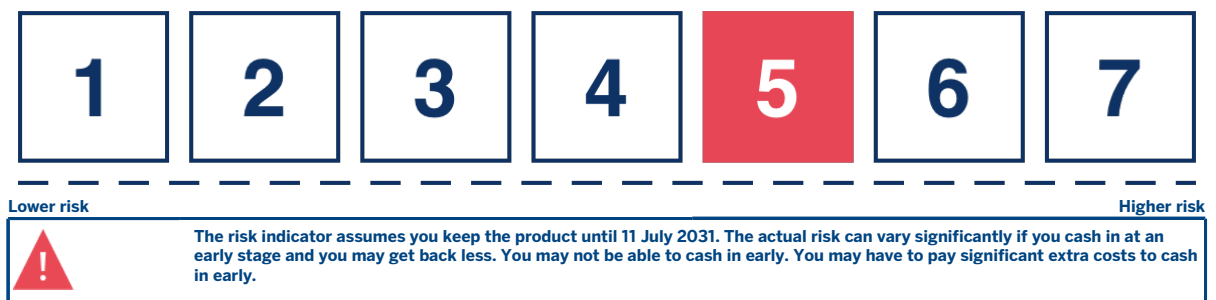 1 2 3 4 5 6 7
Lower risk Higher risk
! The risk indicator assumes you keep the product until 11 July 2031. The actual risk can vary significantly if you cash in at an
early stage and you may get back less. You may not be able to cash in early. You may have to pay significant extra costs to cash
in early.